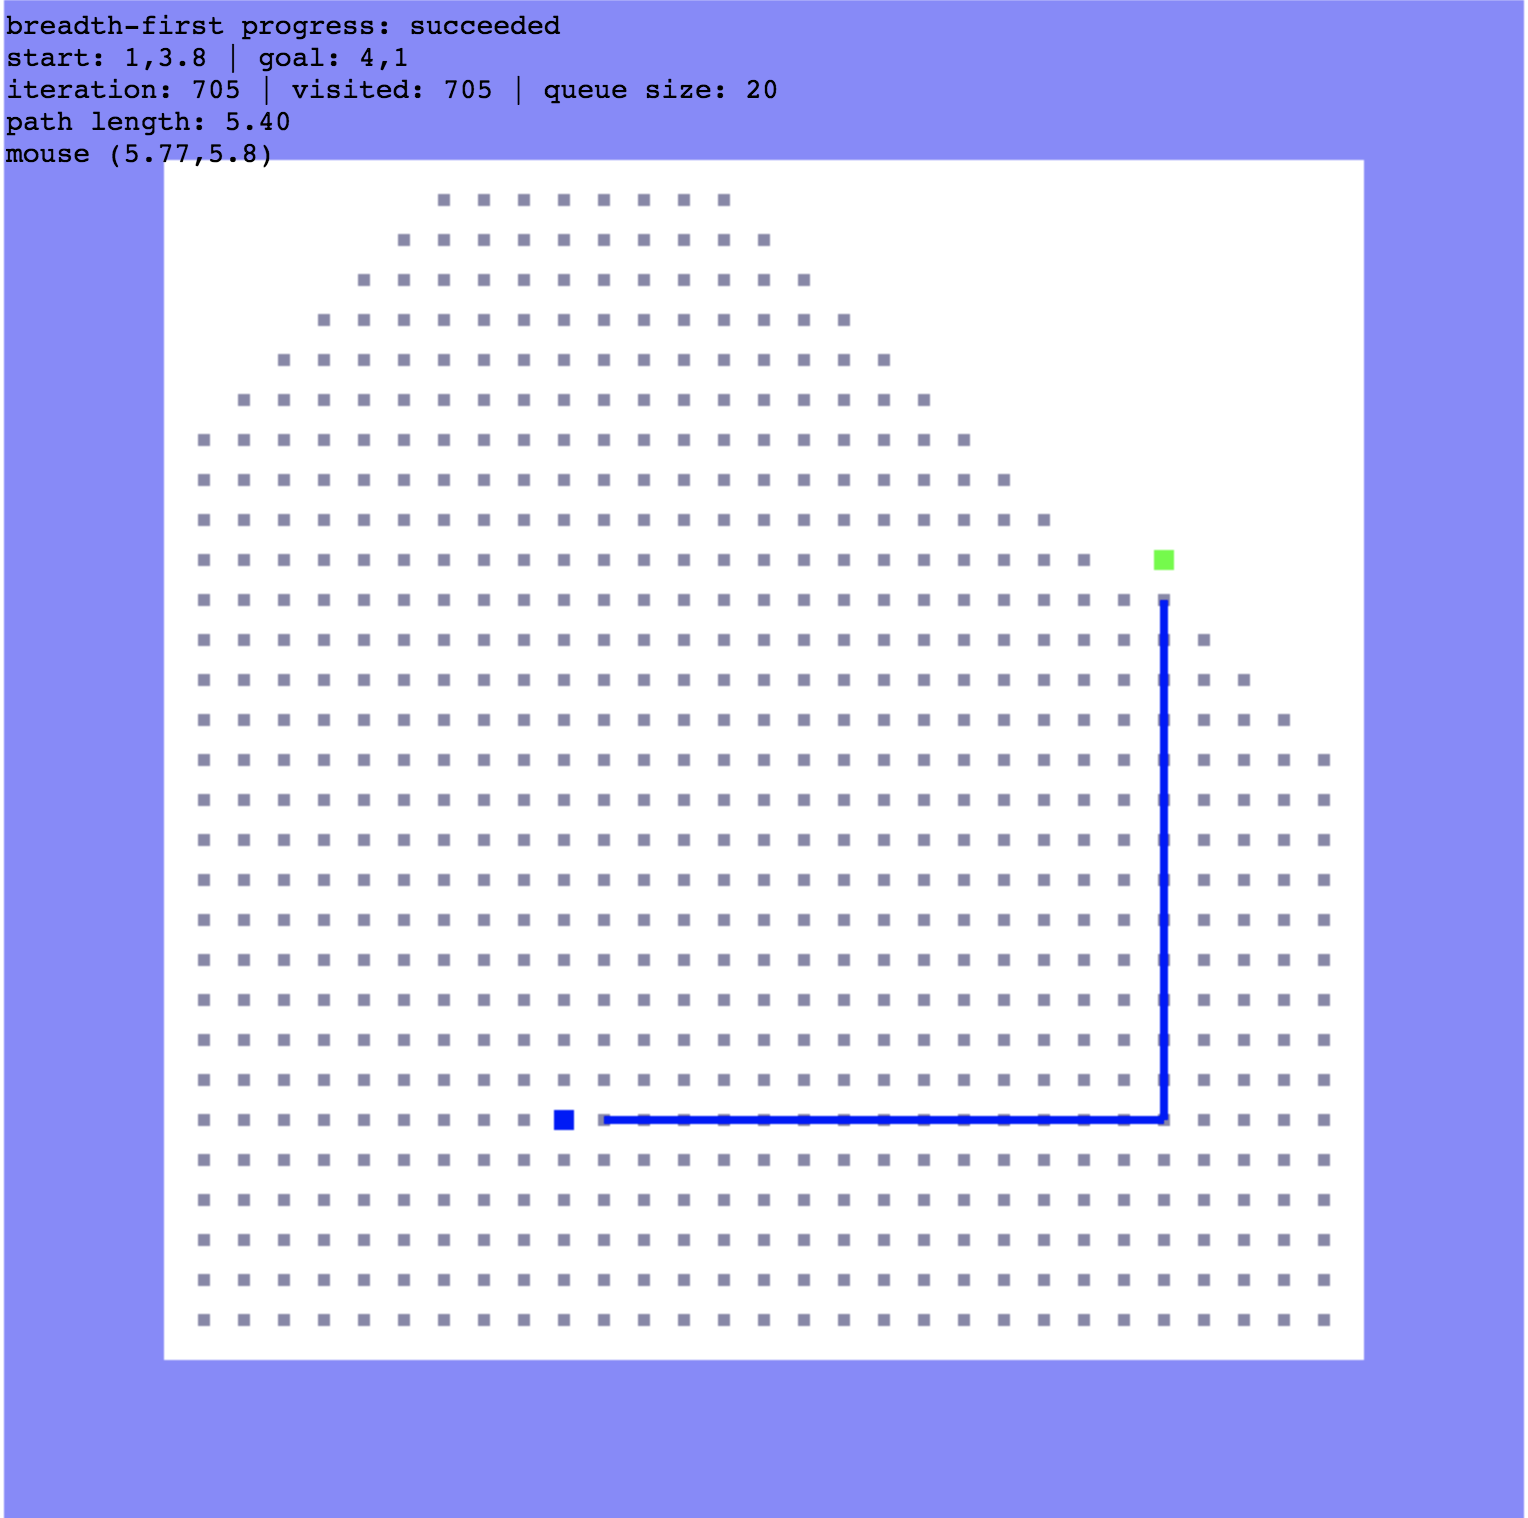 breadth-first progress: succeeded
start: 1,3.8 | goal: 4,1
iteration: 705 | visited: 705 | queue size: 20
path length: 5.40
mouse (5.77,5.8)